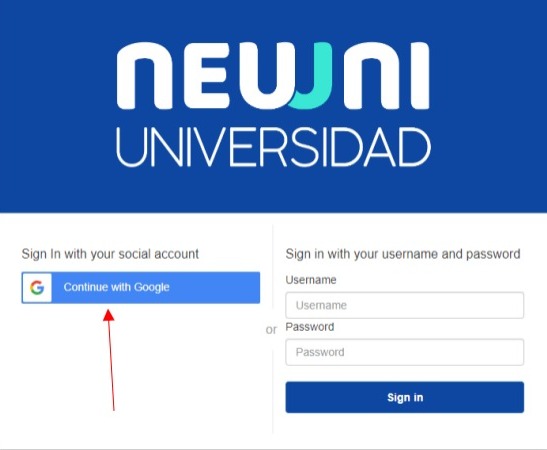 NEUUNI
UNIVERSIDAD
Sign In with your social account
Continue with Google
or
Sign in with your username and password
Username
Username
Password
Password
Sign in